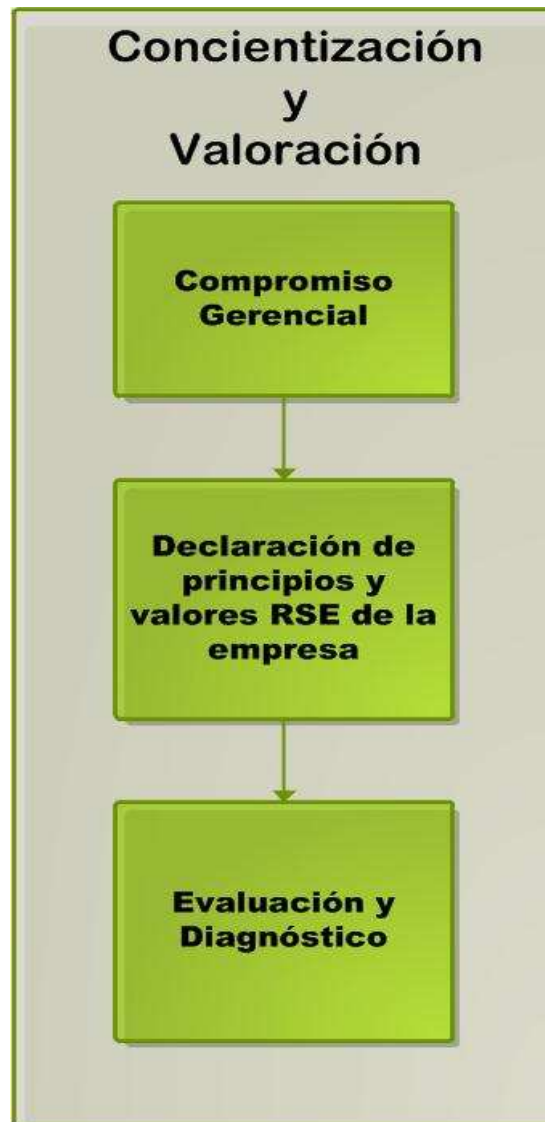 Concientización
y
Valoración
Compromiso
Gerencial
Declaración de
principios y
valores RSE de la
empresa
Evaluación y
Diagnóstico